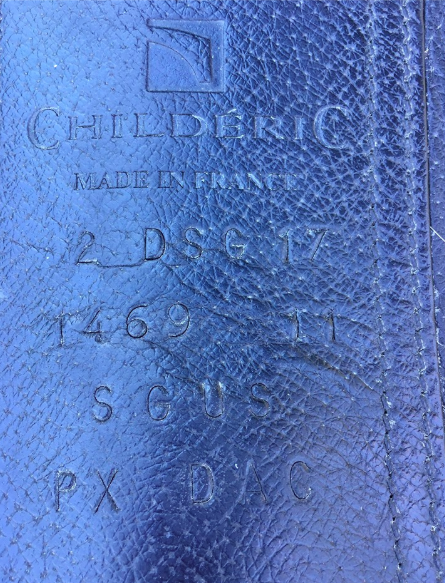 CHILDÉRIC
MADE IN FRANCE
2 DSG 17
1469 11
SGUS
PX DAC